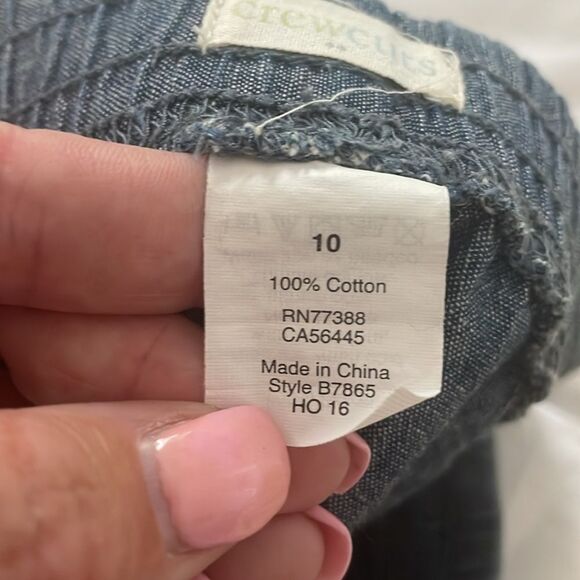 crewcuts
10
100% Cotton
RN77388
CA56445
Made in China
Style B7865
HO 16